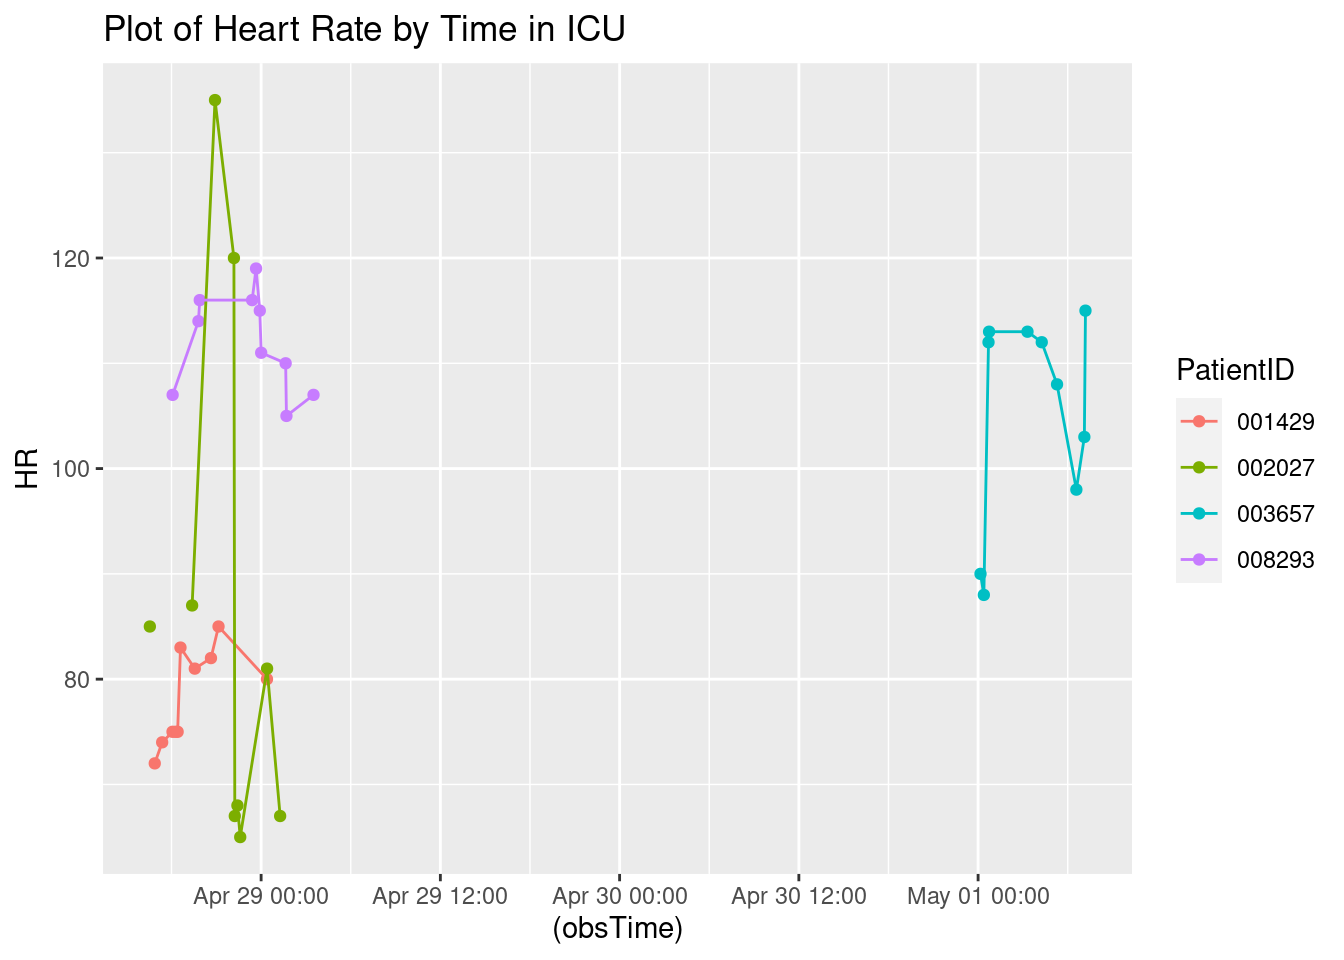 Plot of Heart Rate by Time in ICU
120
100
80
HR
Apr 29 00:00 Apr 29 12:00 Apr 30 00:00 Apr 30 12:00 May 01 00:00
(obsTime)
PatientID
001429
002027
003657
008293